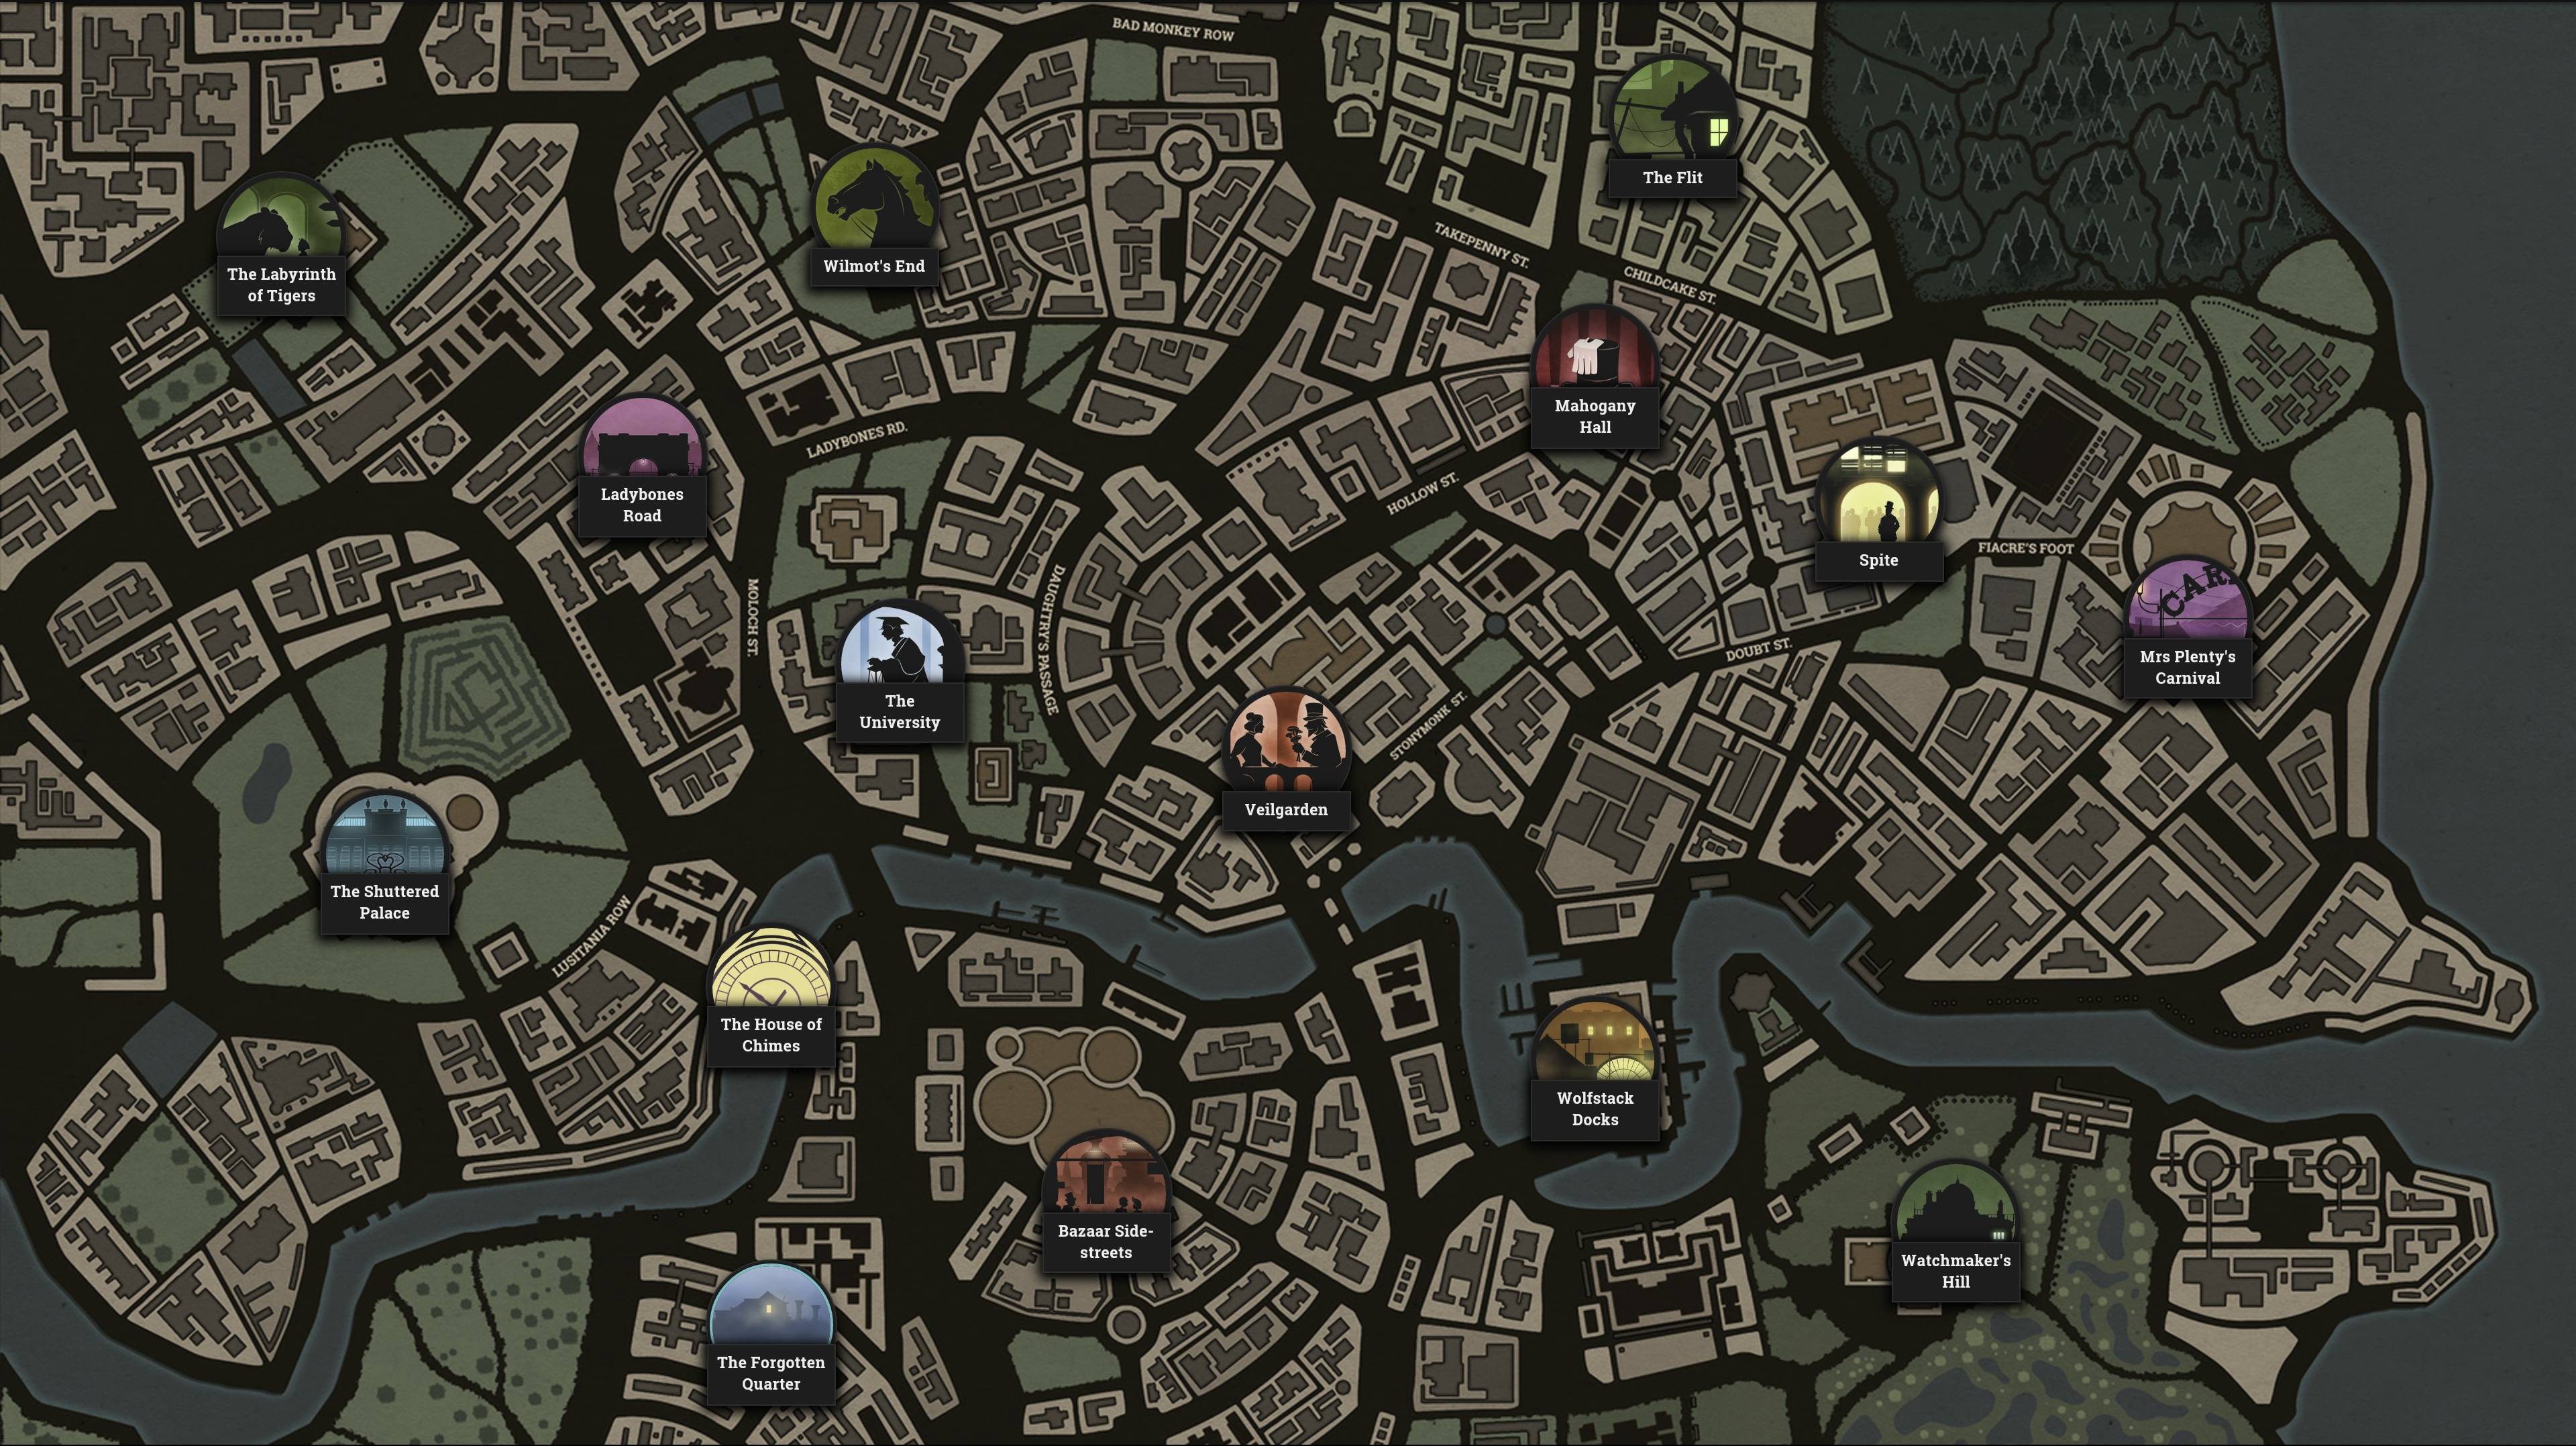 BAD MONKEY ROW
The Flit
The Labyrinth
of Tigers
Wilmot's End
TAKEPENNY ST.
CHILDCAKE ST.
Mahogany
Hall
LADYBONES RD.
Ladybones
Road
HOLLOW ST.
Spite
FIACRE'S FOOT
CAR
Mrs Plenty's
Carnival
MOLOCH ST.
DAUGHTRY'S PASSAGE
DOUBT ST.
The
University
STONYMONK ST.
Veilgarden
The Shuttered
Palace
LUSITANIA ROW
The House of
Chimes
Wolfstack
Docks
Bazaar Side-
streets
Watchmaker's
Hill
The Forgotten
Quarter